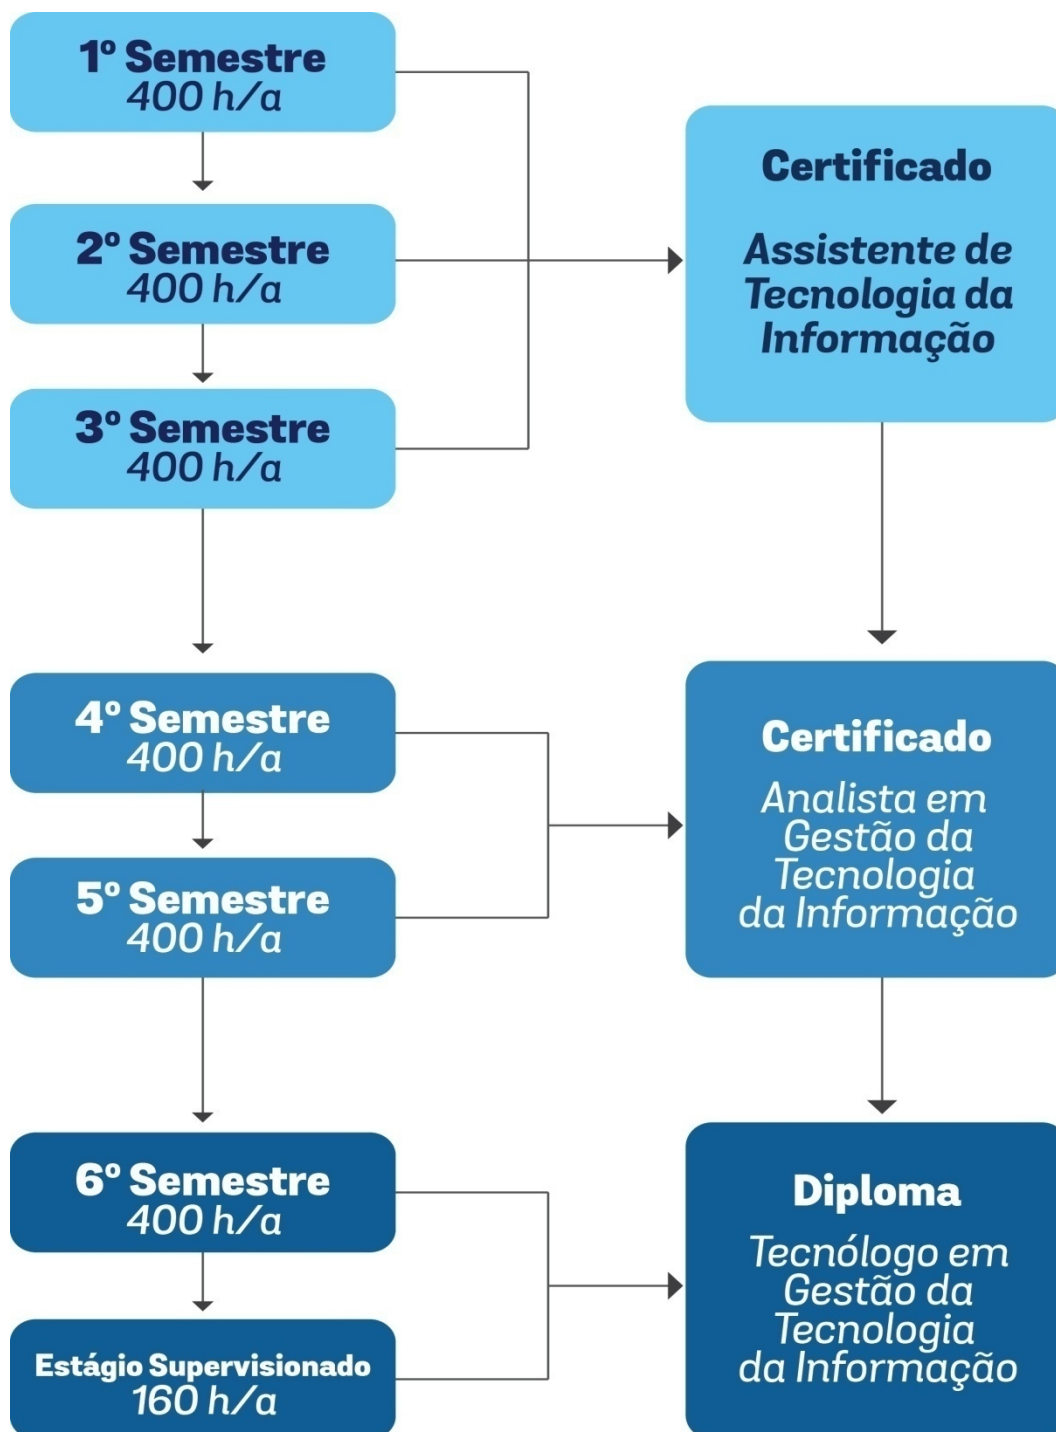 1º Semestre
400 h/a
2º Semestre
400 h/a
3º Semestre
400 h/a
Certificado
Assistente de
Tecnologia da
Informação
4º Semestre
400 h/a
5º Semestre
400 h/a
Certificado
Analista em
Gestão da
Tecnologia
da Informação
6º Semestre
400 h/a
Estágio Supervisionado
160 h/a
Diploma
Tecnólogo em
Gestão da
Tecnologia
da Informação